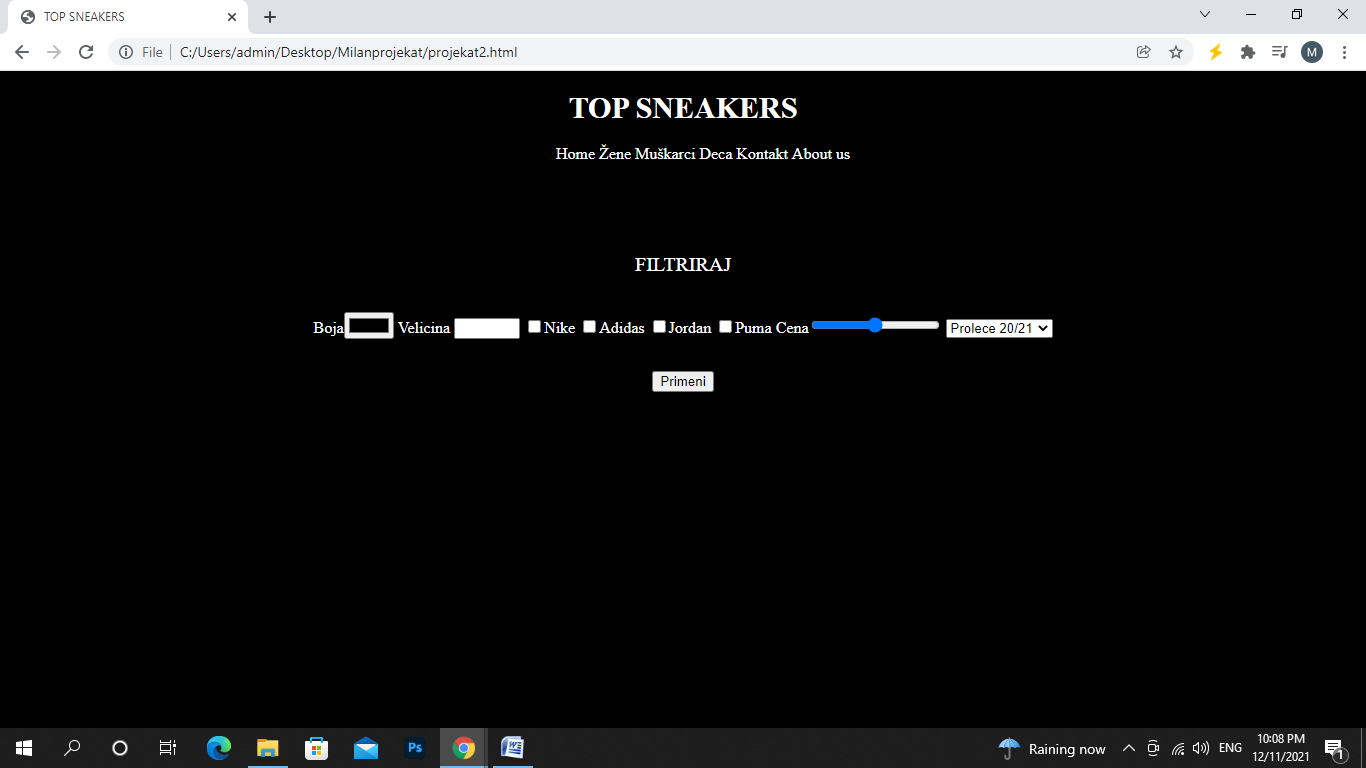 TOP SNEAKERS
File C:/Users/admin/Desktop/Milanprojekat/projekat2.html
M
TOP SNEAKERS
Home Žene Muškarci Deca Kontakt About us
FILTRIRAJ
Boja Velicina Nike Adidas Jordan Puma Cena Prolece 20/21
Primeni
Ps
W
Raining now
ENG
10:08 PM
12/11/2021
1